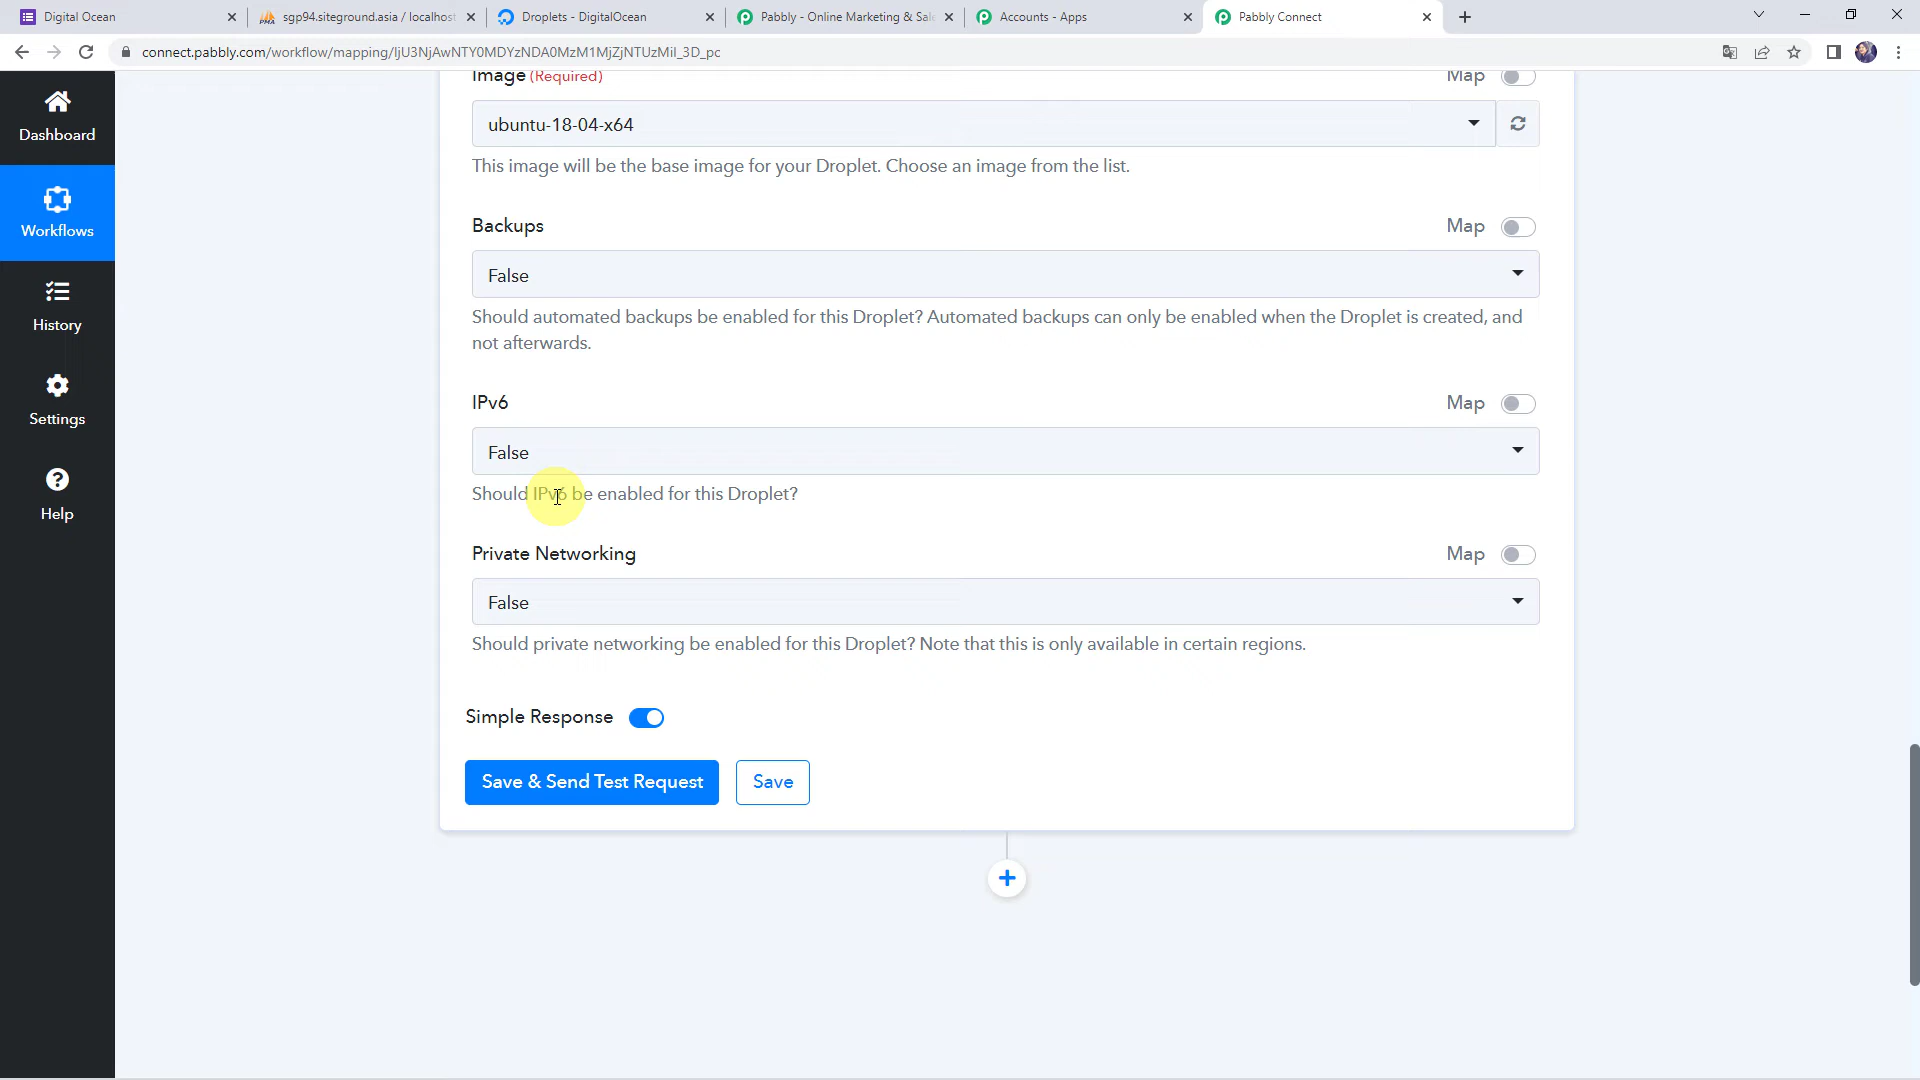 Digital Ocean
sgp94.siteground.asia / localhost
Droplets - DigitalOcean
Pabbly - Online Marketing & Sale
Accounts - Apps
Pabbly Connect
connect.pabbly.com/workflow/mapping/
Image (Required)
Map
Dashboard
ubuntu-18-04-x64
This image will be the base image for your Droplet. Choose an image from the list.
Workflows
Backups
Map
False
Should automated backups be enabled for this Droplet? Automated backups can only be enabled when the Droplet is created, and
not afterwards.
History
IPv6
Map
Settings
False
Should IPv6 be enabled for this Droplet?
Help
Private Networking
Map
False
Should private networking be enabled for this Droplet? Note that this is only available in certain regions.
Simple Response
Save & Send Test Request
Save